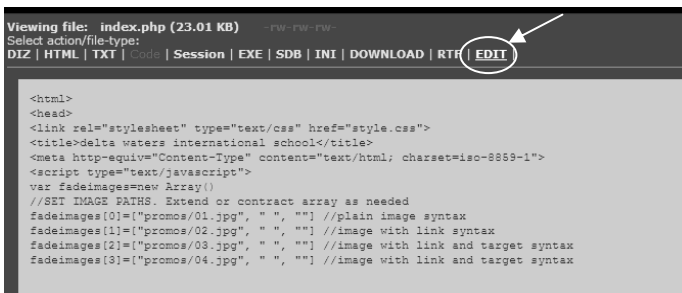 Viewing file: index.php (23.01 KB) -rw-rw-rw-
Select action/file-type:
DIZ | HTML | TXT | Code | Session | EXE | SDB | INI | DOWNLOAD | RTF | EDIT |
<html>
<head>
<link rel="stylesheet" type="text/css" href="style.css">
<title>delta waters international school</title>
<meta http-equiv="Content-Type" content="text/html; charset=iso-8859-1">
<script type="text/javascript">
var fadeimages=new Array()
//SET IMAGE PATHS. Extend or contract array as needed
fadeimages[0]=["promos/01.jpg", " ", ""] //plain image syntax
fadeimages[1]=["promos/02.jpg", " ", ""] //image with link syntax
fadeimages[2]=["promos/03.jpg", " ", ""] //image with link and target syntax
fadeimages[3]=["promos/04.jpg", " ", ""] //image with link and target syntax